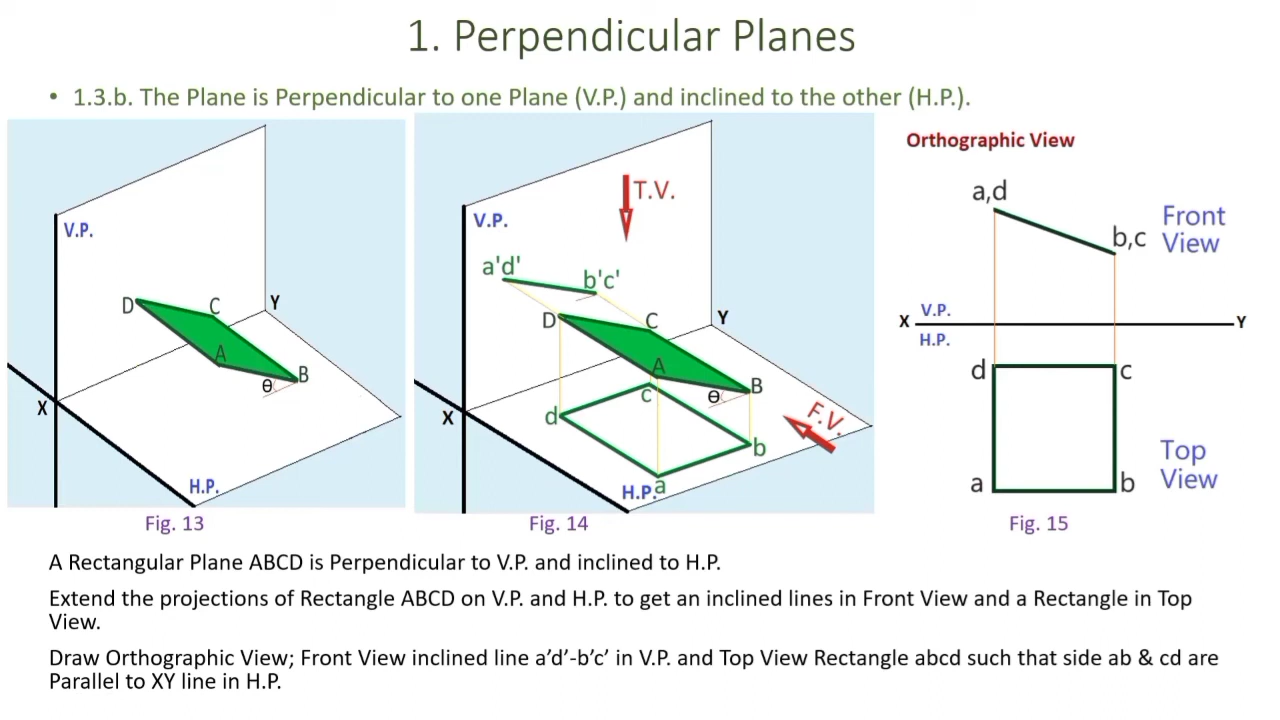 1. Perpendicular Planes
• 1.3.b. The Plane is Perpendicular to one Plane (V.P.) and inclined to the other (H.P.).
V.P.
D
C
Y
A
B
θ
X
H.P.
Fig. 13
T.V.
V.P.
a'd'
b'c'
D
C
Y
A
B
c
θ
X
d
F.V.
b
H.P.
a
Fig. 14
Orthographic View
a,d
b,c
Front
View
X
V.P.
Y
H.P.
d
c
Top
View
a
b
Fig. 15
A Rectangular Plane ABCD is Perpendicular to V.P. and inclined to H.P.
Extend the projections of Rectangle ABCD on V.P. and H.P. to get an inclined lines in Front View and a Rectangle in Top
View.
Draw Orthographic View; Front View inclined line a’d’-b’c’ in V.P. and Top View Rectangle abcd such that side ab & cd are
Parallel to XY line in H.P.